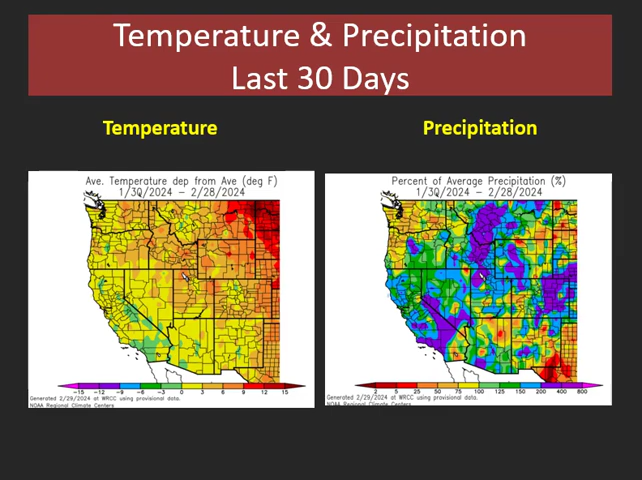 Temperature & Precipitation
Last 30 Days
Temperature
Precipitation
Ave. Temperature dep from Ave (deg F)
1/30/2024 – 2/28/2024
-15 -12 -9 -6 -3 0 3 6 9 12 15
Generated 2/29/2024 at WRCC using provisional data.
NOAA Regional Climate Centers
Percent of Average Precipitation (%)
1/30/2024 – 2/28/2024
2 5 25 50 75 100 125 150 200 400 800
Generated 2/29/2024 at WRCC using provisional data.
NOAA Regional Climate Centers